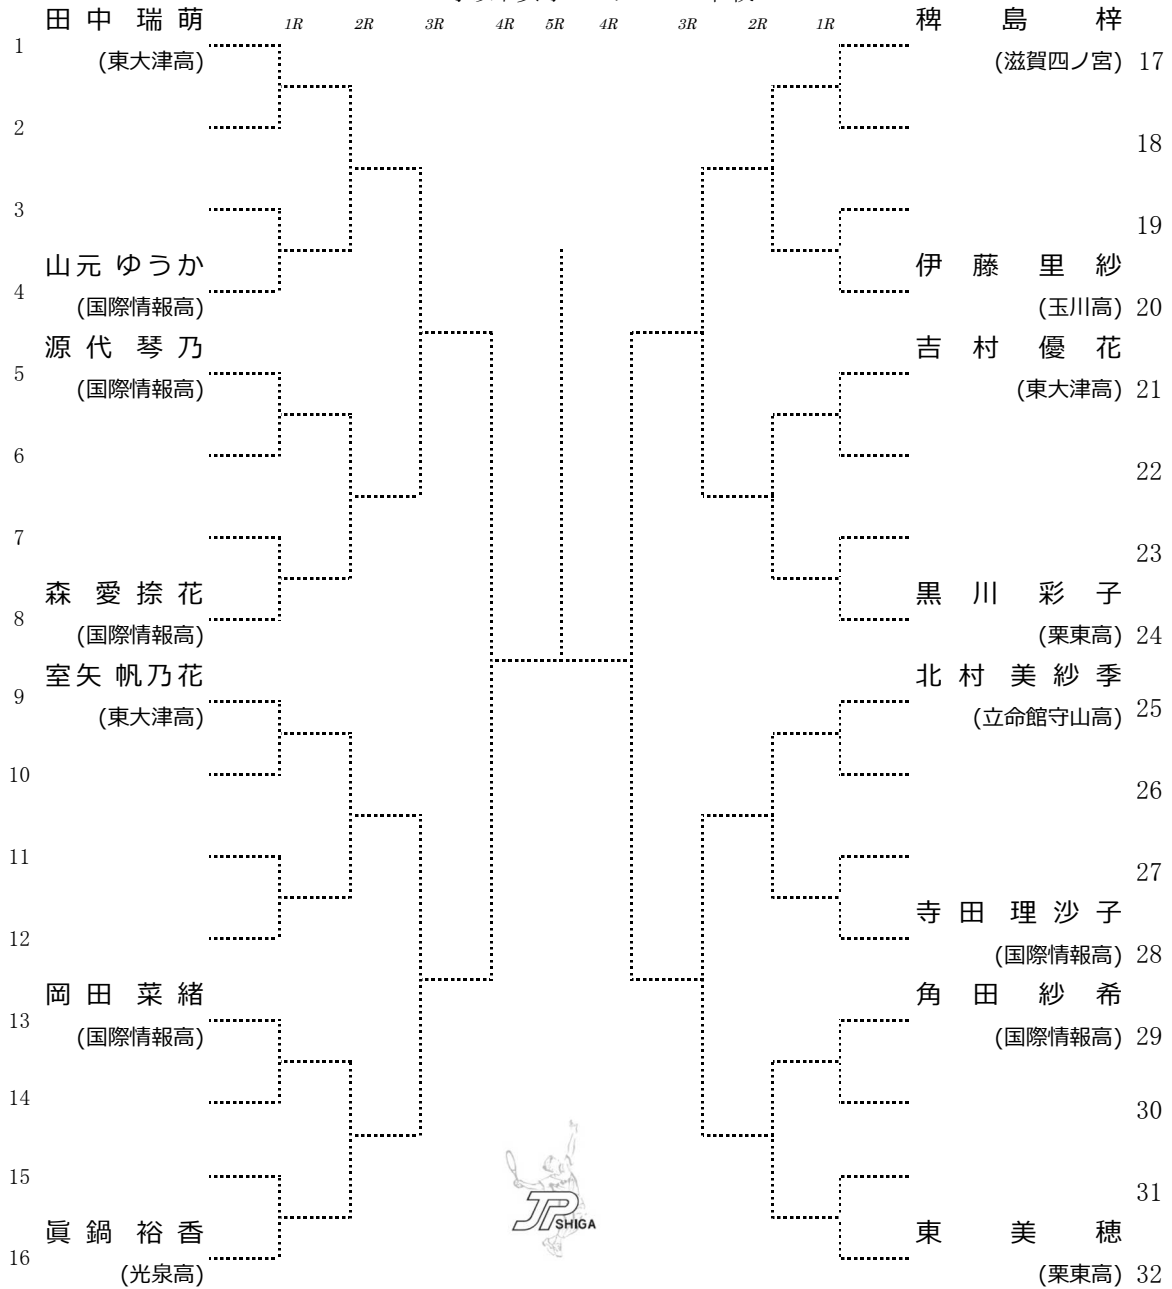 1R 2R 3R 4R 5R 4R 3R 2R 1R
1 田中 瑞萌
(東大津高)
2
3
4 山元 ゆうか
(国際情報高)
5 源代 琴乃
(国際情報高)
6
7
8 森 愛捺花
(国際情報高)
9 室矢 帆乃花
(東大津高)
10
11
12
13 岡田 菜緒
(国際情報高)
14
15
16 眞鍋 裕香
(光泉高)
稗島 梓
(滋賀四ノ宮) 17
18
19
伊藤 里紗
(玉川高) 20
吉村 優花
(東大津高) 21
22
23
黒川 彩子
(栗東高) 24
北村 美紗季
(立命館守山高) 25
26
27
寺田 理沙子
(国際情報高) 28
角田 紗希
(国際情報高) 29
30
31
東 美穂
(栗東高) 32
JP SHIGA